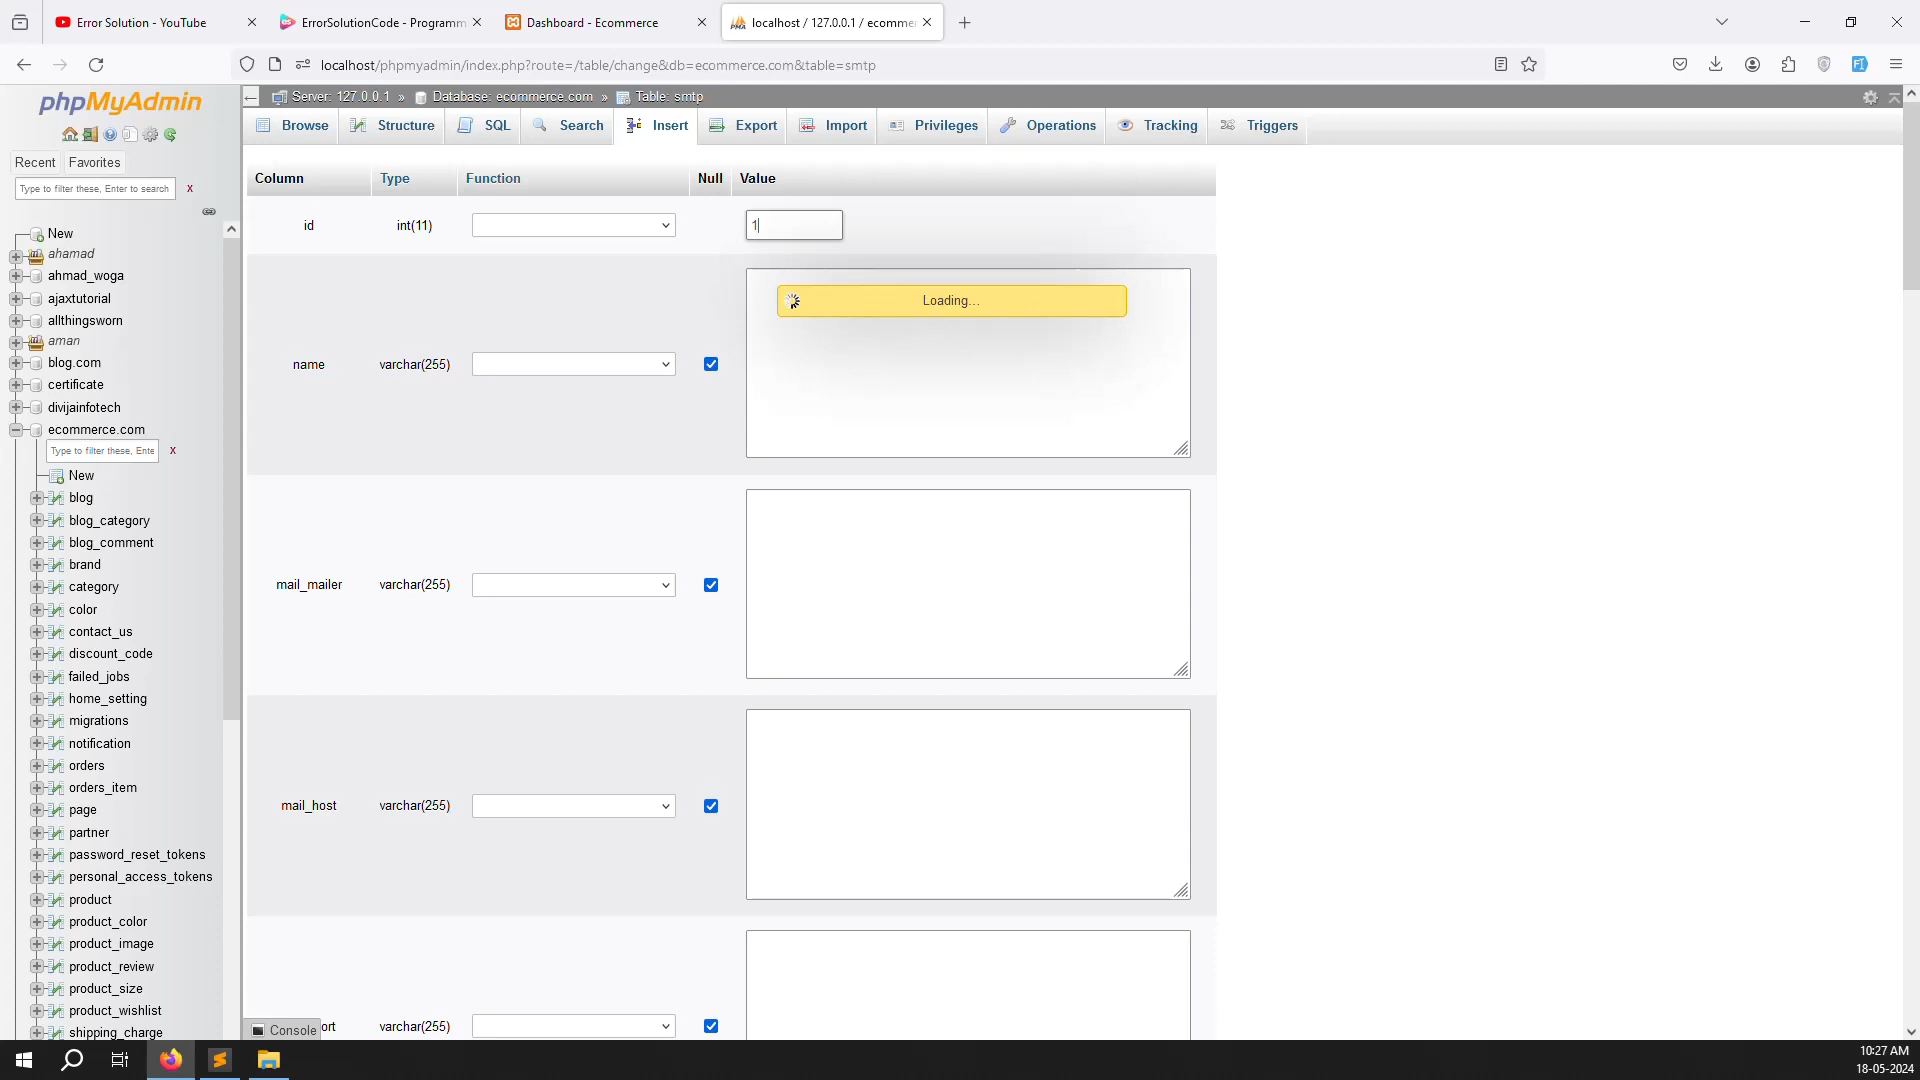 Error Solution - YouTube
ErrorSolutionCode - Programm
Dashboard - Ecommerce
localhost / 127.0.0.1 / ecomme
localhost/phpmyadmin/index.php?route=/table/change&db=ecommerce.com&table=smtp
phpMyAdmin
Recent
Favorites
Type to filter these, Enter to search
X
New
ahamad
ahmad_woga
ajaxtutorial
allthingsworn
aman
blog.com
certificate
divijainfotech
ecommerce.com
Type to filter these, Ente
X
New
blog
blog_category
blog_comment
brand
category
color
contact_us
discount_code
failed_jobs
home_setting
migrations
notification
orders
orders_item
page
partner
password_reset_tokens
personal_access_tokens
product
product_color
product_image
product_review
product_size
product_wishlist
shipping_charge
Server: 127.0.0.1 » Database: ecommerce.com » Table: smtp
Browse
Structure
SQL
Search
Insert
Export
Import
Privileges
Operations
Tracking
Triggers
Column Type Function Null Value
id int(11) 1
Loading...
name varchar(255)
mail_mailer varchar(255)
mail_host varchar(255)
ort varchar(255)
Console
10:27 AM
18-05-2024